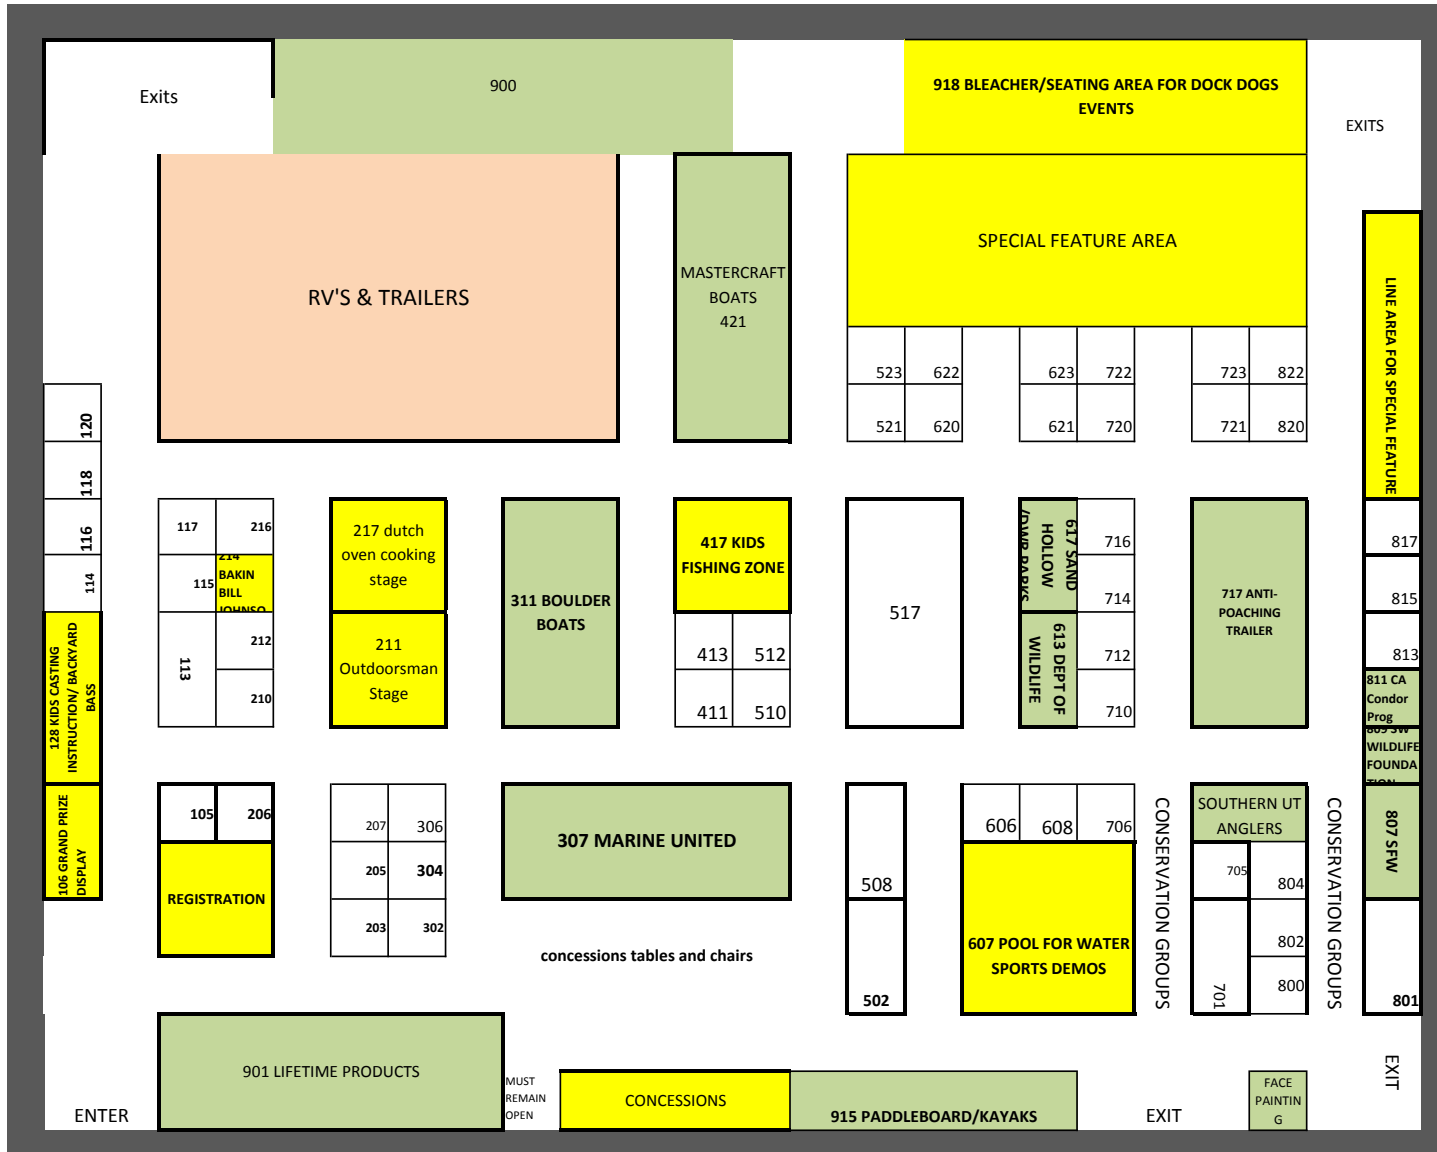 Exits
900
918 BLEACHER/SEATING AREA FOR DOCK DOGS
EVENTS
EXITS
RV'S & TRAILERS
MASTERCRAFT
BOATS
421
SPECIAL FEATURE AREA
LINE AREA FOR SPECIAL FEATURE
523
622
623
722
723
822
521
620
621
720
721
820
120
118
116
114
117
216
115
214
BAKIN
BILL
JOHNSO
113
212
210
217 dutch
oven cooking
stage
211
Outdoorsman
Stage
311 BOULDER
BOATS
417 KIDS
FISHING ZONE
413
512
411
510
517
617 SAND
HOLLOW
/DWR PARKS
613 DEPT OF
WILDLIFE
716
714
712
710
717 ANTI-
POACHING
TRAILER
817
815
813
811 CA
Condor
Prog
809 SW
WILDLIFE
FOUNDA
TION
128 KIDS CASTING
INSTRUCTION/ BACKYARD
BASS
106 GRAND PRIZE
DISPLAY
105
206
REGISTRATION
207
306
205
304
203
302
307 MARINE UNITED
concessions tables and chairs
508
502
606
608
706
607 POOL FOR WATER
SPORTS DEMOS
CONSERVATION GROUPS
SOUTHERN UT
ANGLERS
705
804
802
701
800
CONSERVATION GROUPS
807 SFW
801
ENTER
901 LIFETIME PRODUCTS
MUST
REMAIN
OPEN
CONCESSIONS
915 PADDLEBOARD/KAYAKS
EXIT
FACE
PAINTIN
G
EXIT